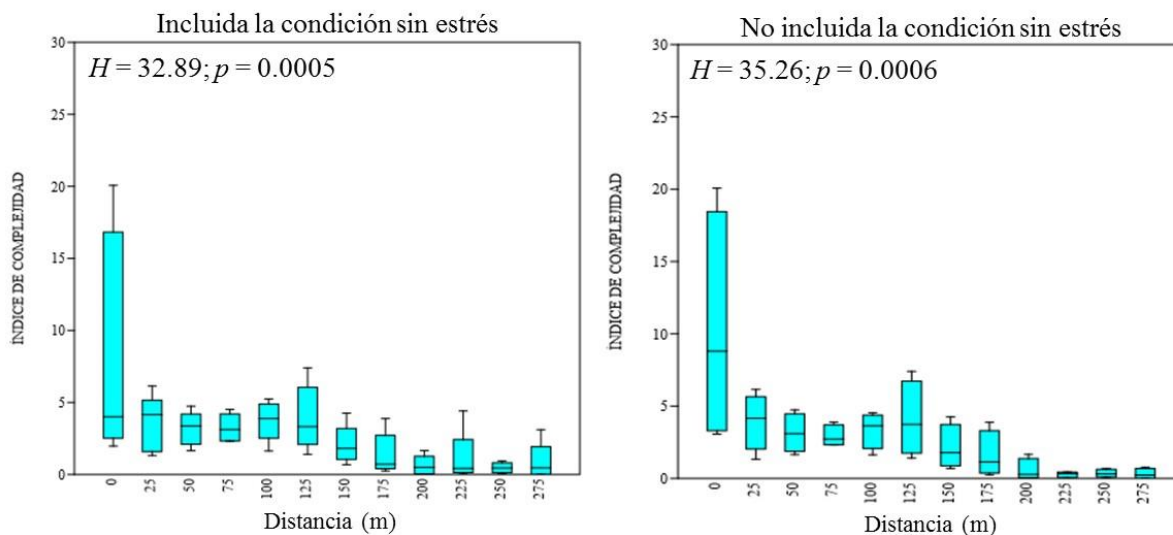 Incluida la condición sin estrés
H = 32.89; p = 0.0005
ÍNDICE DE COMPLEJIDAD
30
25
20
15
10
5
0
0 25 50 75 100 125 150 175 200 225 250 275
Distancia (m)
No incluida la condición sin estrés
H = 35.26; p = 0.0006
ÍNDICE DE COMPLEJIDAD
30
25
20
15
10
5
0
0 25 50 75 100 125 150 175 200 225 250 275
Distancia (m)